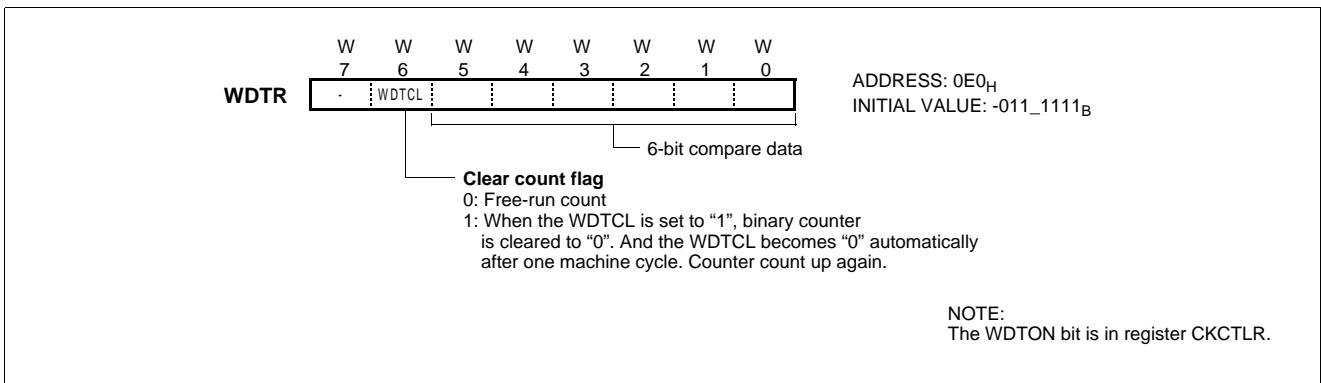 W W W W W W W W
7 6 5 4 3 2 1 0
WDTR - WDTCL
ADDRESS: 0E0H
INITIAL VALUE: -011_1111B
6-bit compare data
Clear count flag
0: Free-run count
1: When the WDTCL is set to “1”, binary counter
is cleared to “0”. And the WDTCL becomes “0” automatically
after one machine cycle. Counter count up again.
NOTE:
The WDTON bit is in register CKCTLR.